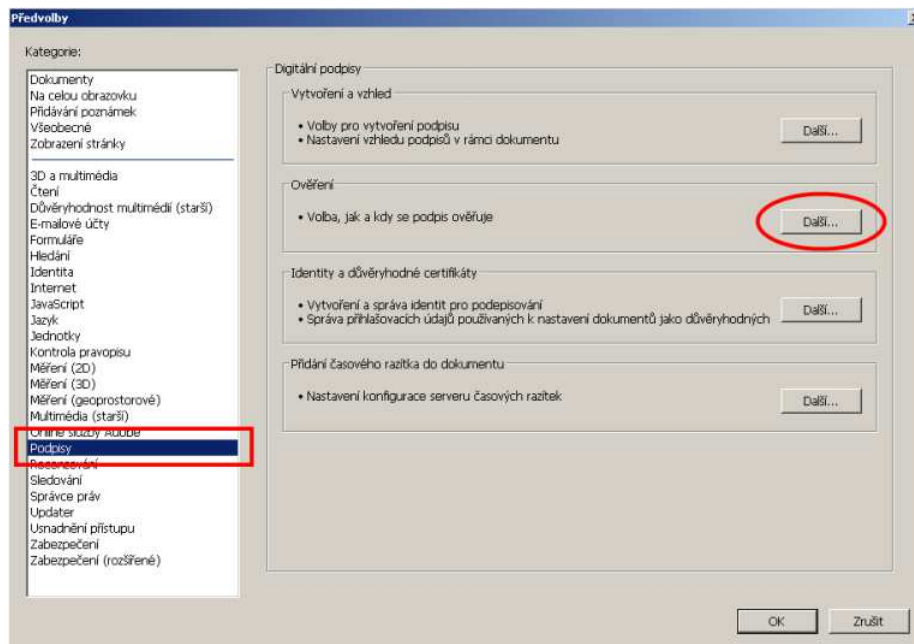 Předvolby
Kategorie:
Dokumenty
Na celou obrazovku
Přidávání poznámek
Všeobecné
Zobrazení stránky
3D a multimédia
Čtení
Důvěryhodnost multimédií (starší)
E-mailové účty
Formuláře
Hledání
Identita
Internet
JavaScript
Jazyk
Jednotky
Kontrola pravopisu
Měření (2D)
Měření (3D)
Měření (geoprostorové)
Multimédia (starší)
Online služby Adobe
Podpisy
Recenzování
Sledování
Správce práv
Updater
Usnadnění přístupu
Zabezpečení
Zabezpečení (rozšířené)
Digitální podpisy
Vytvoření a vzhled
• Volby pro vytvoření podpisu
• Nastavení vzhledu podpisů v rámci dokumentu
Další...
Ověření
• Volba, jak a kdy se podpis ověřuje
Další...
Identity a důvěryhodné certifikáty
• Vytvoření a správa identit pro podepisování
• Správa přihlašovacích údajů používaných k nastavení dokumentů jako důvěryhodných
Další...
Přidání časového razítka do dokumentu
• Nastavení konfigurace serveru časových razítek
Další...
OK
Zrušit